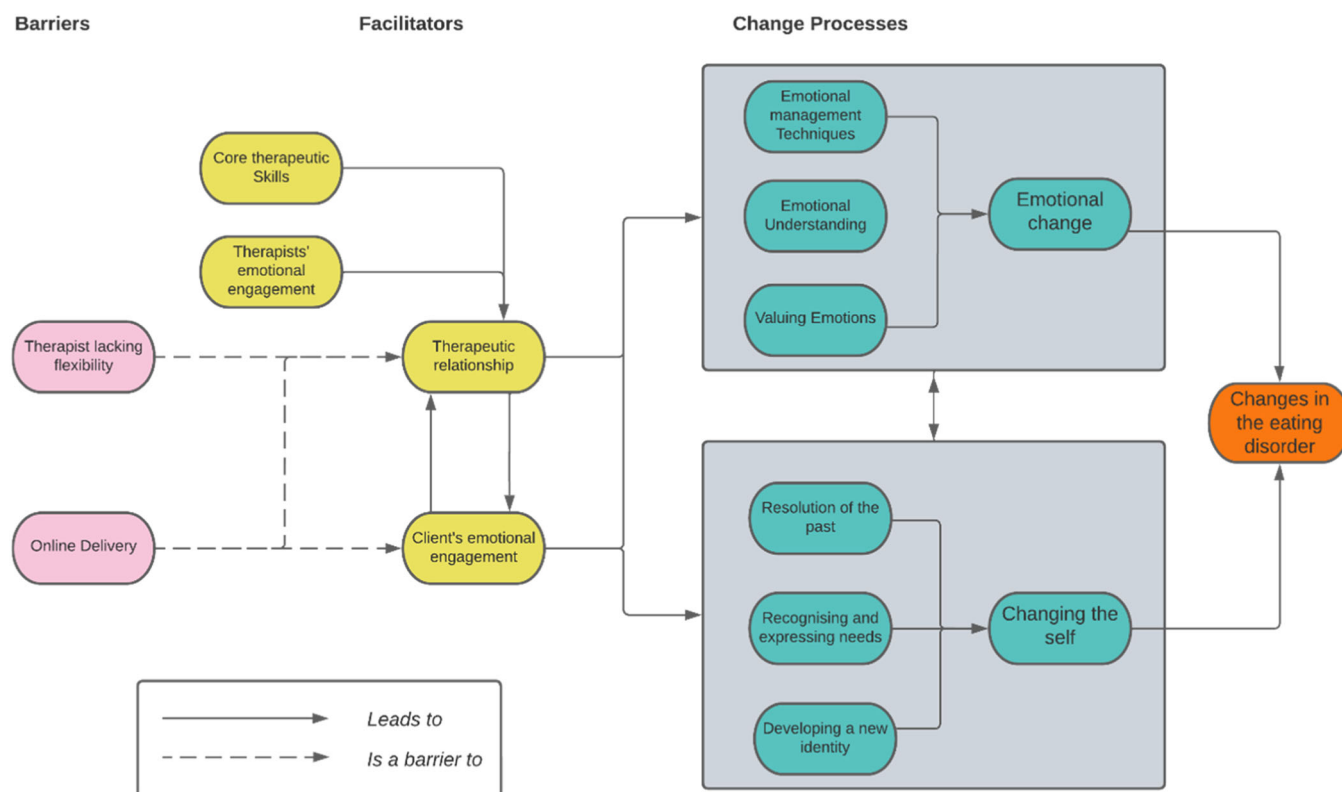 Barriers
Facilitators
Change Processes
Core therapeutic
Skills
Therapists'
emotional
engagement
Therapist lacking
flexibility
Online Delivery
Therapeutic
relationship
Client's emotional
engagement
Emotional
management
Techniques
Emotional
Understanding
Valuing Emotions
Emotional
change
Resolution of the
past
Recognising and
expressing needs
Developing a new
identity
Changing the
self
Changes in
the eating
disorder
Leads to
Is a barrier to